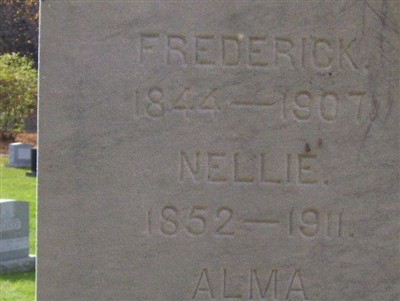 FREDERICK.
1844—1907
NELLIE.
1852—1911.
ALMA